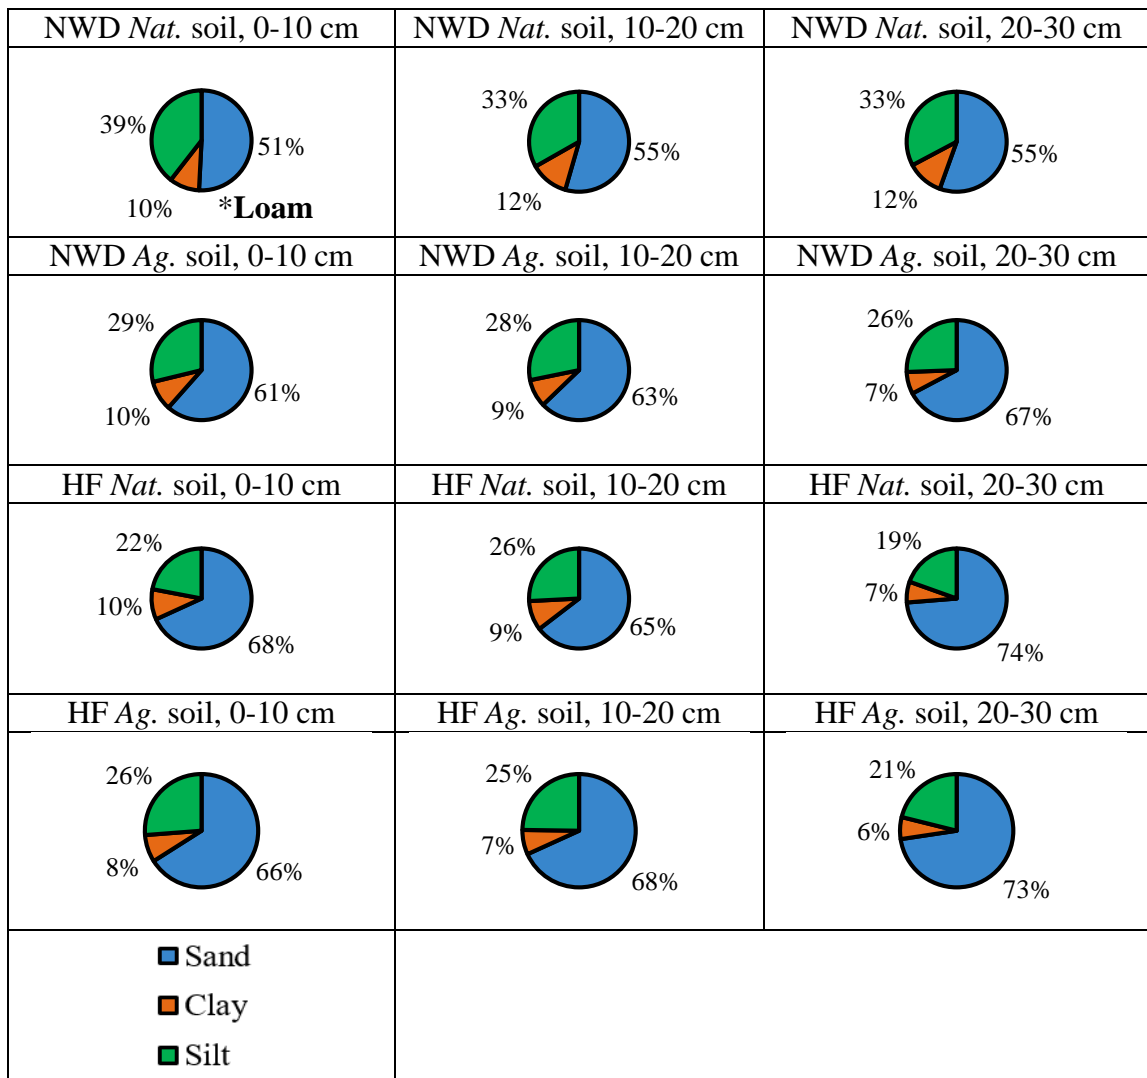 NWD Nat. soil, 0-10 cm
NWD Nat. soil, 10-20 cm
NWD Nat. soil, 20-30 cm
39%
51%
10%
*Loam
33%
55%
12%
33%
55%
12%
NWD Ag. soil, 0-10 cm
NWD Ag. soil, 10-20 cm
NWD Ag. soil, 20-30 cm
29%
61%
10%
28%
63%
9%
26%
7%
67%
HF Nat. soil, 0-10 cm
HF Nat. soil, 10-20 cm
HF Nat. soil, 20-30 cm
22%
10%
68%
26%
9%
65%
19%
7%
74%
HF Ag. soil, 0-10 cm
HF Ag. soil, 10-20 cm
HF Ag. soil, 20-30 cm
26%
8%
66%
25%
7%
68%
21%
6%
73%
Sand
Clay
Silt